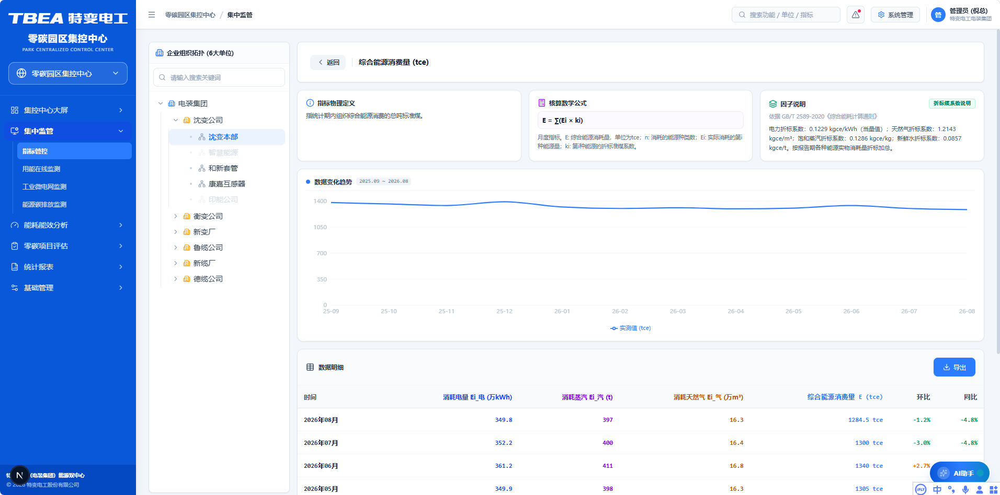 TBEA 特变电工
零碳园区集控中心
PARK CENTRALIZED CONTROL CENTER
零碳园区集控中心
集控中心大屏
集中监管
指标管控
用能在线监测
工业微电网监测
能源碳排放监测
能耗能效分析
零碳项目评估
统计报表
基础管理
N
(电装集团) 能源双中心
特变电工股份有限公司
零碳园区集控中心 / 集中监管
搜索功能 / 单位 / 指标
系统管理
管
管理员 (倪总)
特变电工电装集团
企业组织拓扑 (6大单位)
请输入搜索关键词
电装集团
沈变公司
沈变本部
智慧能源
和新套管
康嘉互感器
印能公司
衡变公司
新变厂
鲁缆公司
新缆厂
德缆公司
返回
综合能源消费量 (tce)
指标物理定义
指统计期内组织综合能源消费的总吨标准煤。
核算数学公式
E = ∑(Ei × ki)
月度指标。E: 综合能源消耗量，单位为tce；n: 消耗的能源种类数；Ei: 实际消耗的第i
种能源量；ki: 第i种能源的折标准煤系数。
因子说明
折标煤系数说明
依据 GB/T 2589-2020《综合能耗计算通则》
电力折标系数：0.1229 kgce/kWh（当量值）；天然气折标系数：1.2143
kgce/m³；饱和蒸汽折标系数：0.1286 kgce/kg；新鲜水折标系数：0.0857
kgce/t。按报告期各种能源实物消耗量折标加总。
数据变化趋势 2025.09 ~ 2026.08
1400
1050
700
350
0
25-09 25-10 25-11 25-12 26-01 26-02 26-03 26-04 26-05 26-06 26-07 26-08
实测值 (tce)
数据明细
导出
时间 消耗电量 Ei_电 (万kWh) 消耗蒸汽 Ei_汽 (t) 消耗天然气 Ei_气 (万m³) 综合能源消费量 E (tce) 环比 同比
2026年08月 349.8 397 16.3 1284.5 tce -1.2% -4.8%
2026年07月 352.2 400 16.4 1300 tce -3.0% -4.8%
2026年06月 361.2 411 16.8 1340 tce +2.7%
2026年05月 349.9 398 16.3 1305 tce
AI助手
iFLY 中